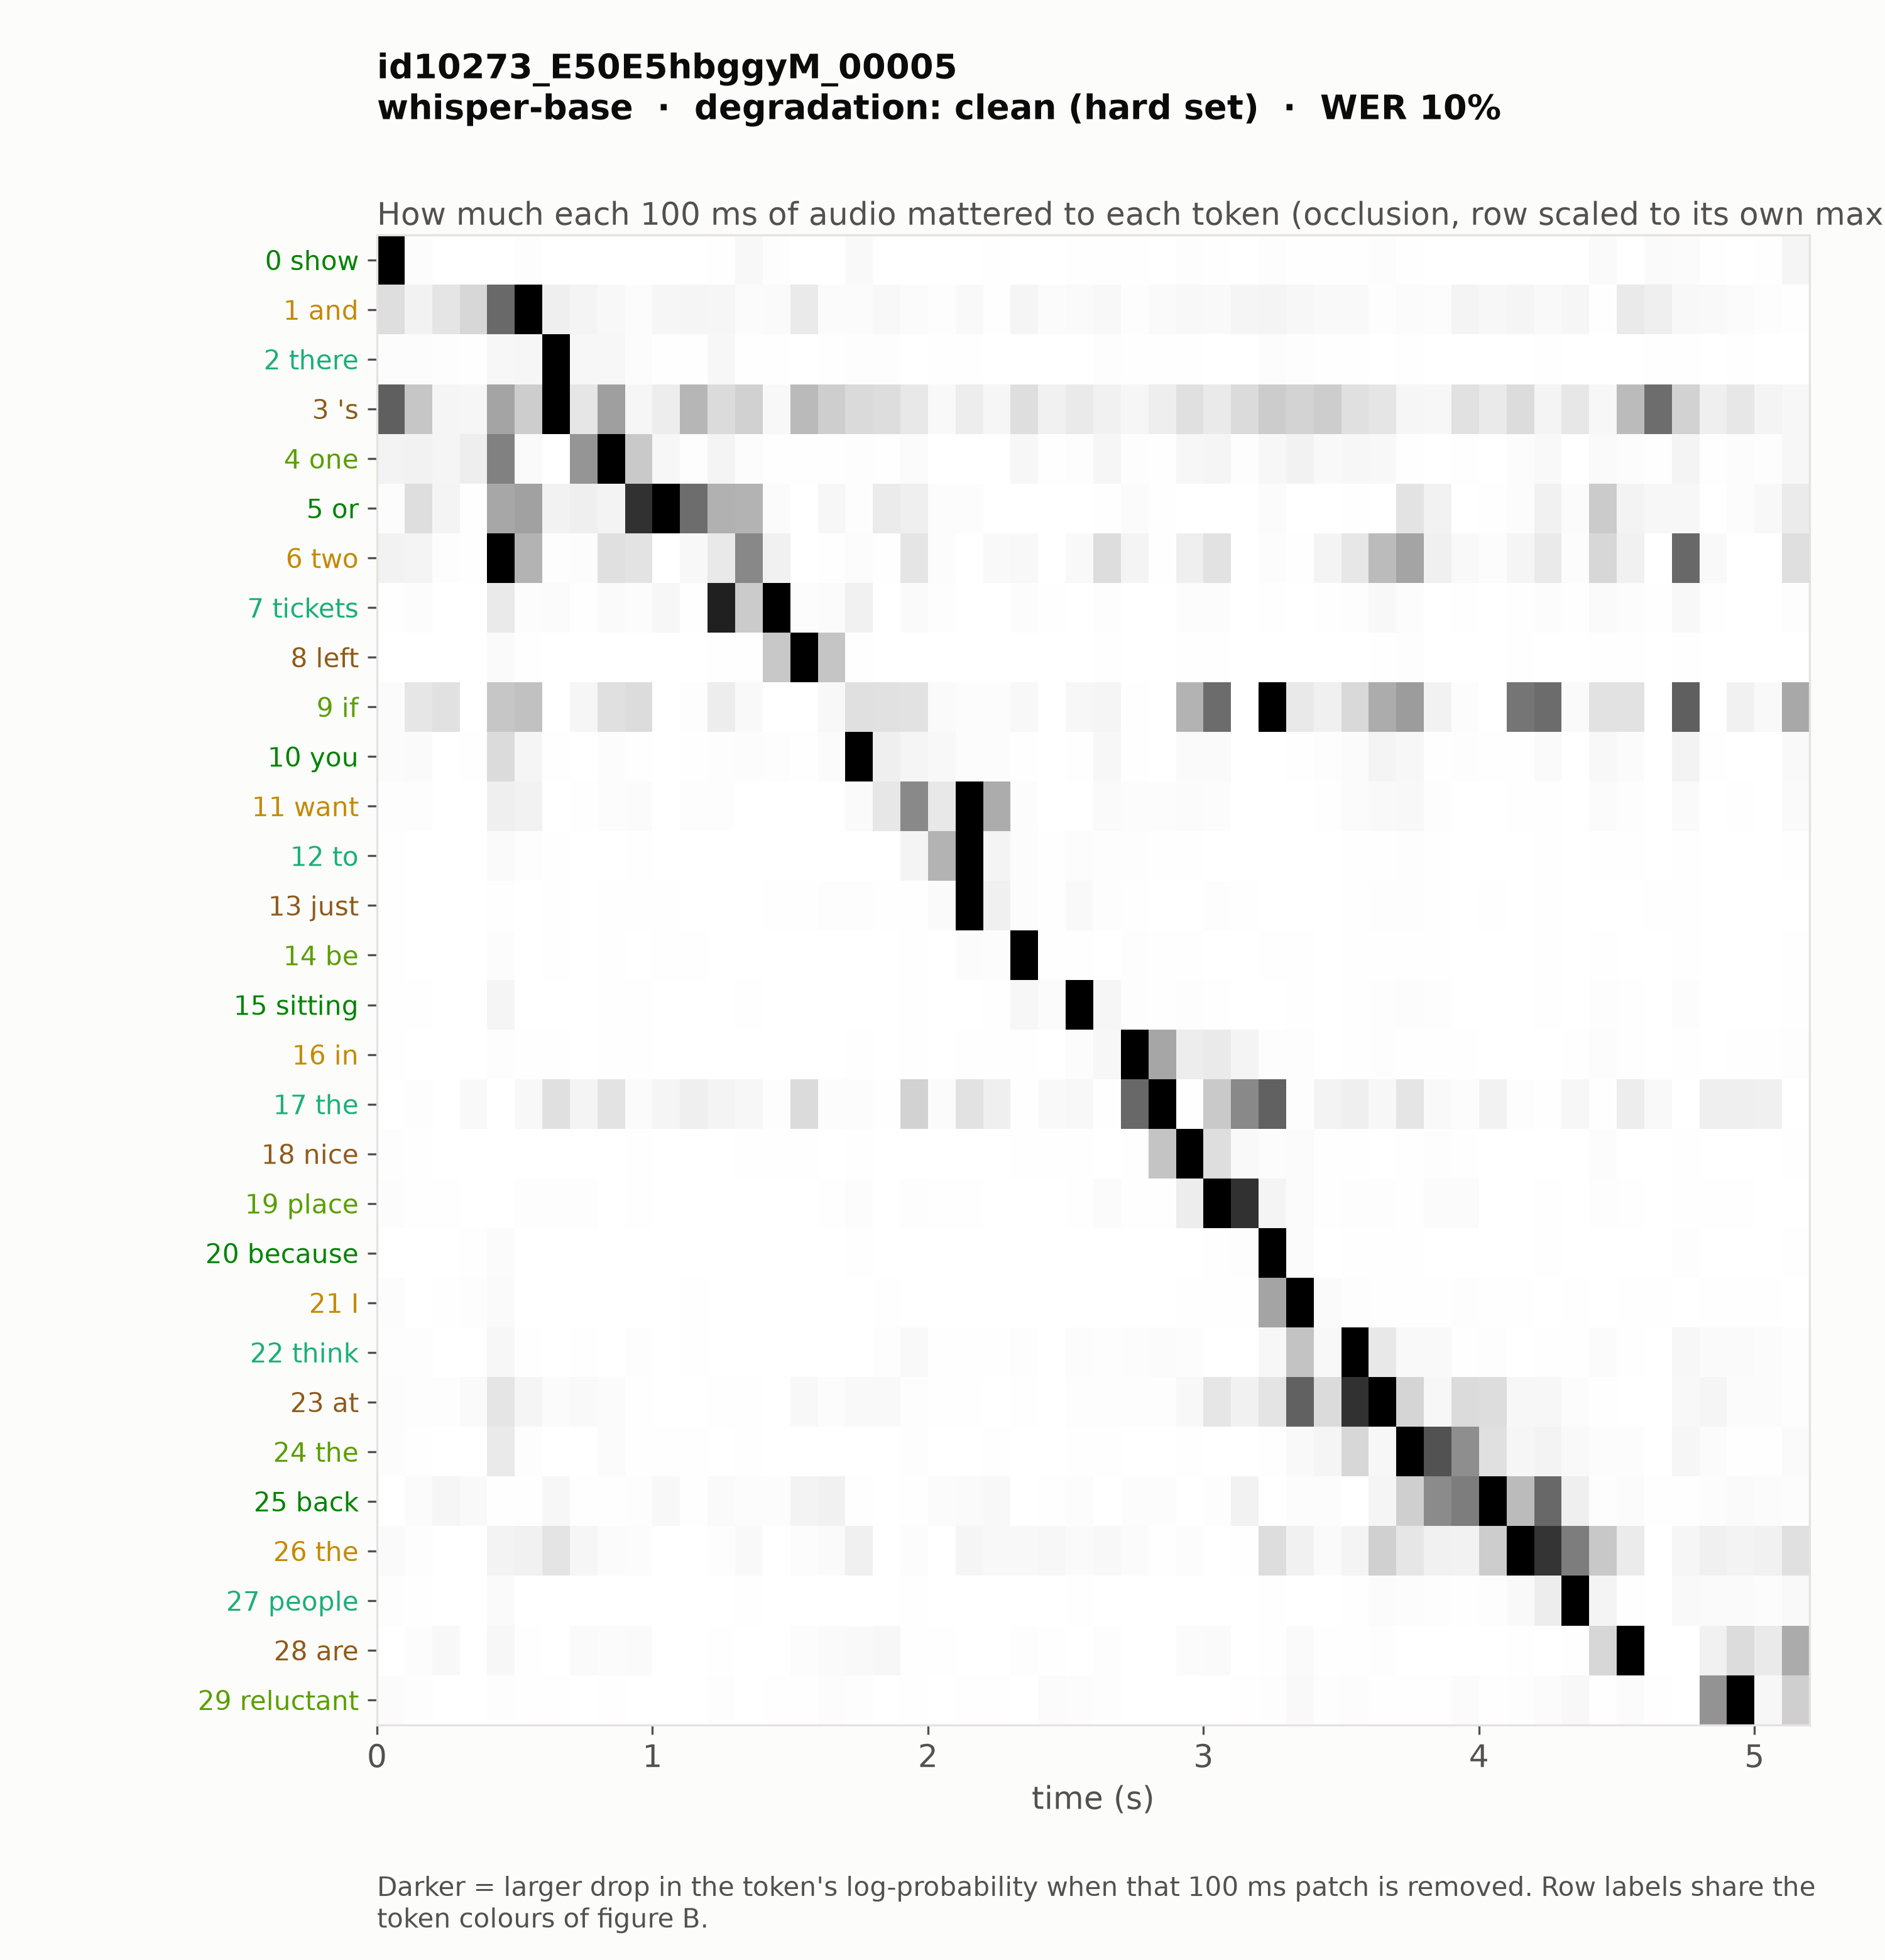 id10273_E50E5hbggyM_00005
whisper-base · degradation: clean (hard set) · WER 10%
How much each 100 ms of audio mattered to each token (occlusion, row scaled to its own max
0 show
1 and
2 there
3 's
4 one
5 or
6 two
7 tickets
8 left
9 if
10 you
11 want
12 to
13 just
14 be
15 sitting
16 in
17 the
18 nice
19 place
20 because
21 I
22 think
23 at
24 the
25 back
26 the
27 people
28 are
29 reluctant
0 1 2 3 4 5
time (s)
Darker = larger drop in the token's log-probability when that 100 ms patch is removed. Row labels share the
token colours of figure B.